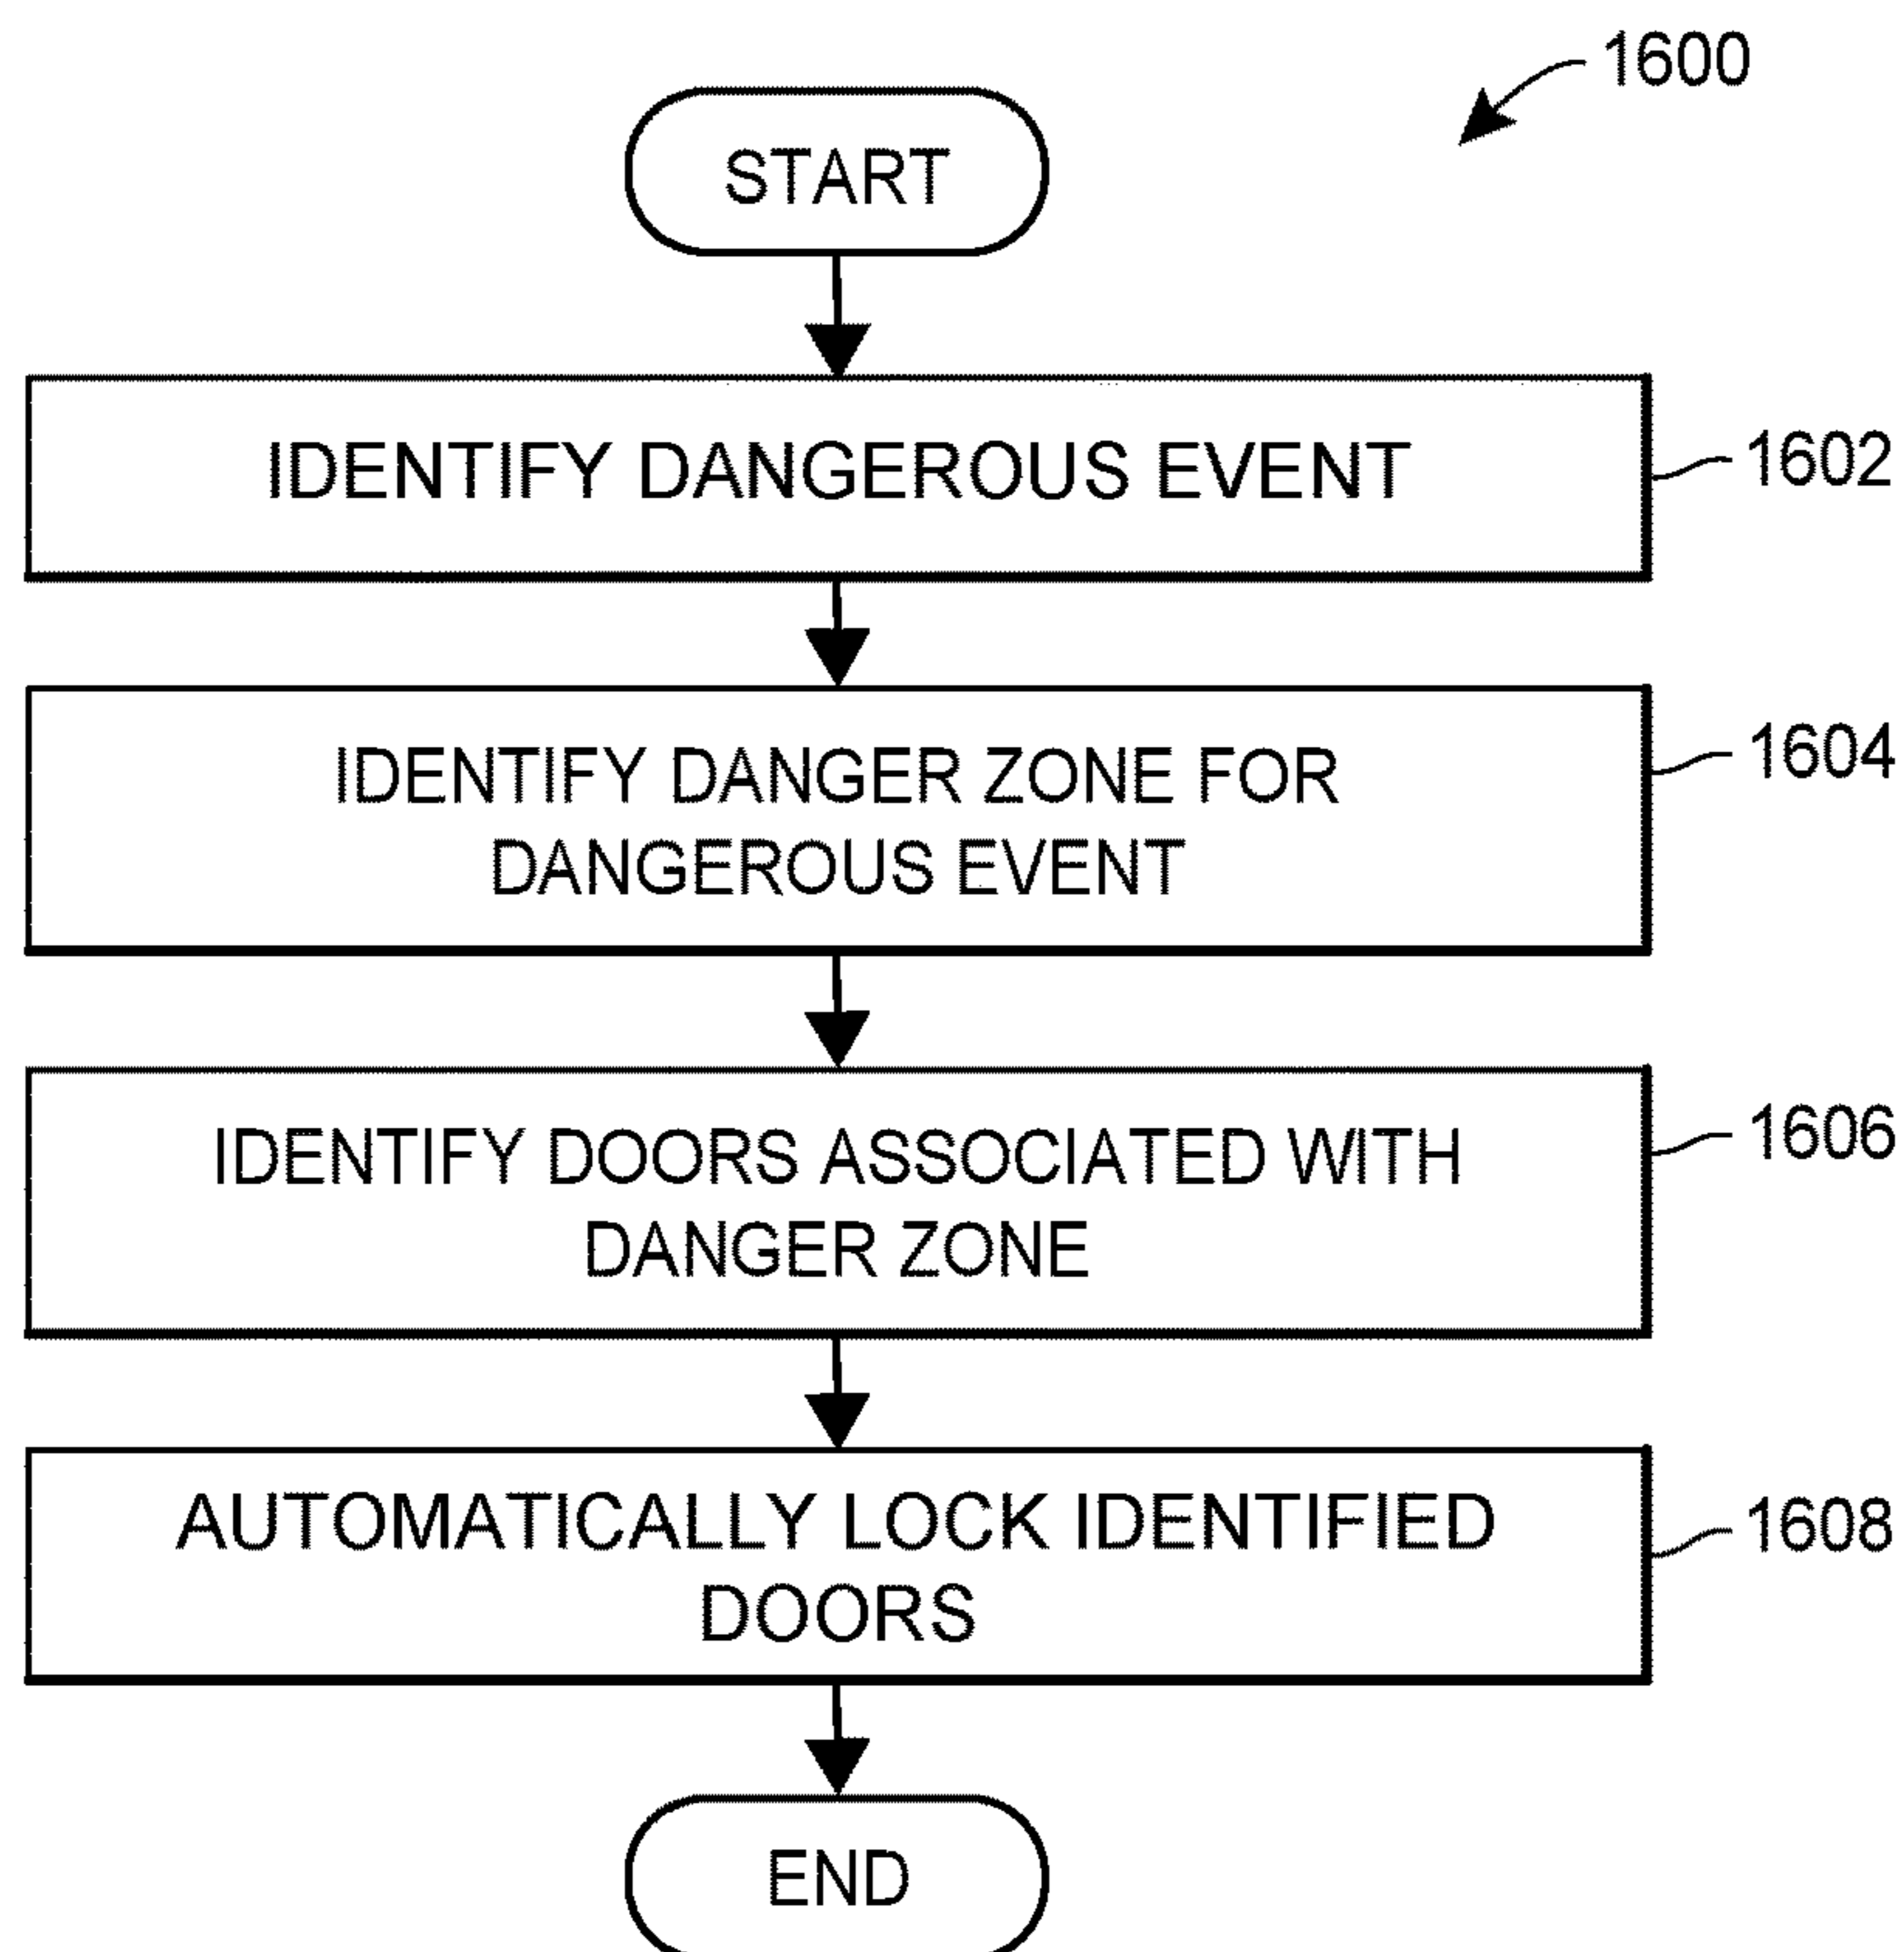 1600
START
IDENTIFY DANGEROUS EVENT
1602
IDENTIFY DANGER ZONE FOR
DANGEROUS EVENT
1604
IDENTIFY DOORS ASSOCIATED WITH
DANGER ZONE
1606
AUTOMATICALLY LOCK IDENTIFIED
DOORS
1608
END